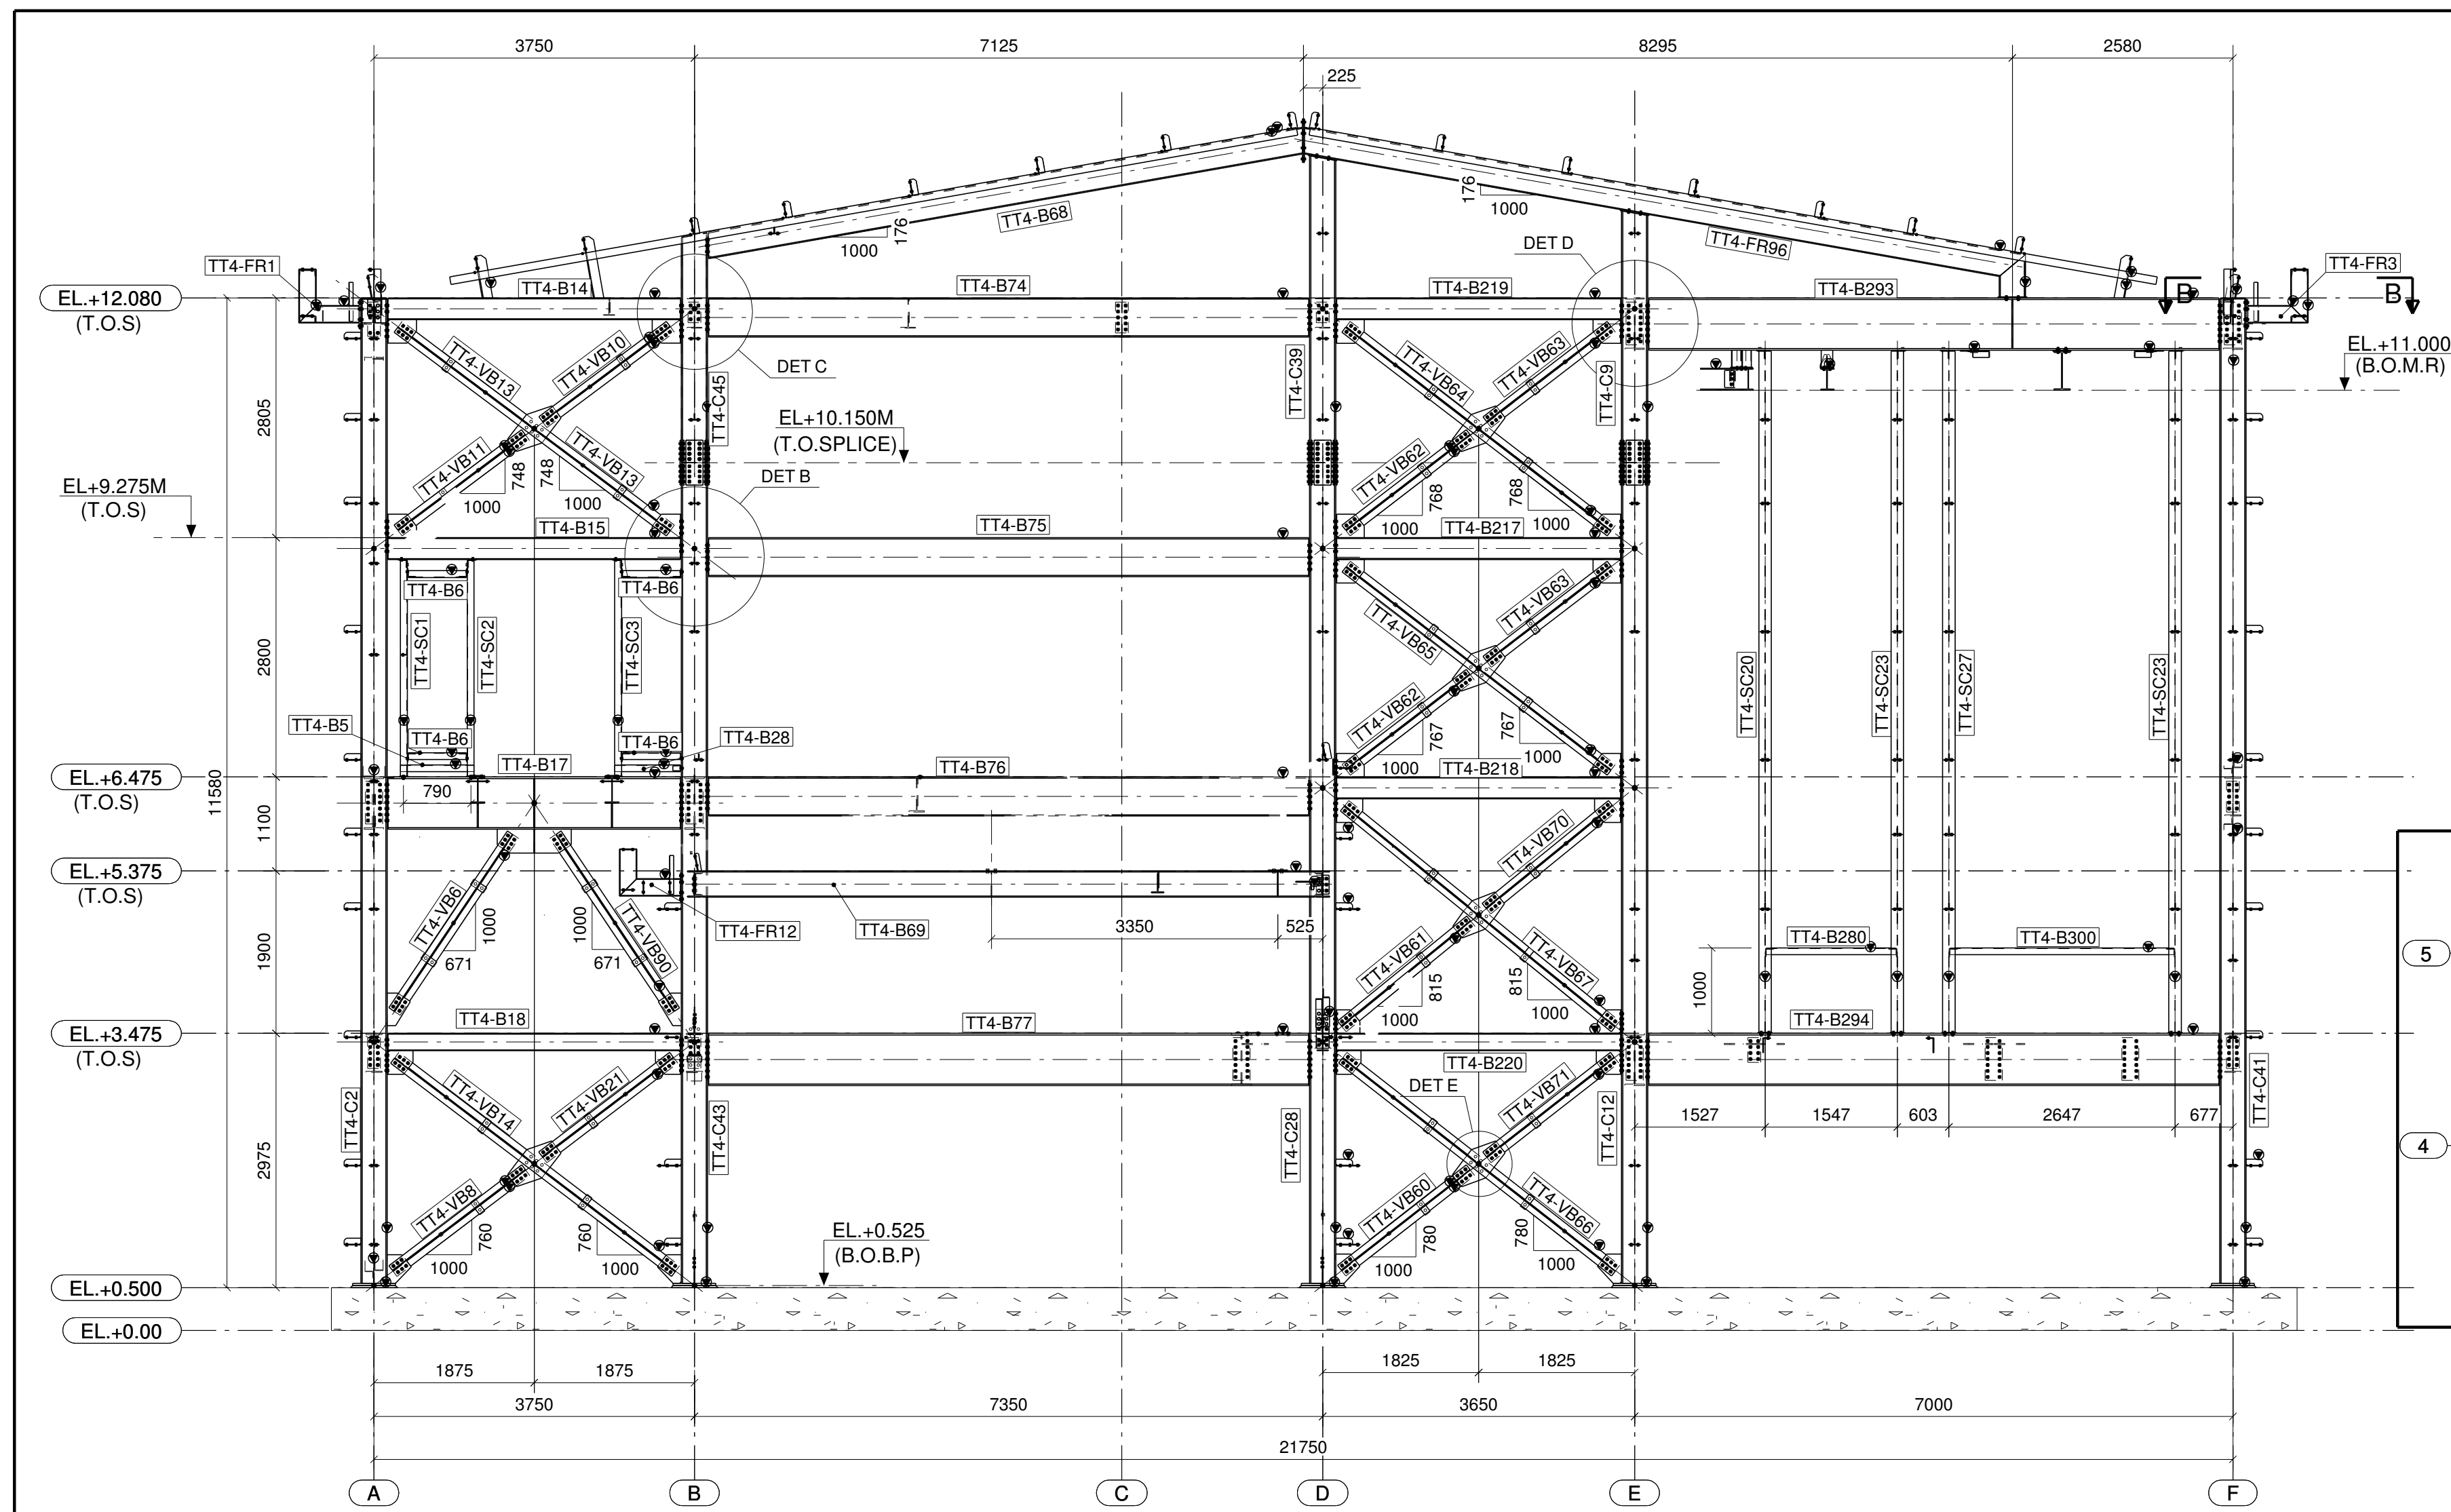 3750
7125
8295
2580
225
TT4-FR1
TT4-B14
TT4-B68
176
1000
TT4-B74
DET D
176
1000
TT4-B219
TT4-FR96
TT4-B293
B
B
TT4-FR3
EL.+12.080
(T.O.S)
EL.+11.000
(B.O.M.R)
TT4-VB13
TT4-VB10
DET C
TT4-C45
TT4-C39
TT4-VB64
TT4-VB63
TT4-C9
2805
EL+10.150M
(T.O.SPLICE)
TT4-VB11
748
1000
748
1000
TT4-VB13
DET B
TT4-VB62
768
1000
768
1000
EL+9.275M
(T.O.S)
TT4-B15
TT4-B75
TT4-B217
TT4-B6
TT4-B6
TT4-SC1
TT4-SC2
TT4-SC3
2800
TT4-VB65
TT4-VB63
TT4-VB62
767
1000
767
1000
TT4-SC20
TT4-SC23
TT4-SC27
TT4-SC23
TT4-B5
TT4-B6
TT4-B6
TT4-B28
TT4-B17
TT4-B76
TT4-B218
EL.+6.475
(T.O.S)
790
11580
1100
TT4-VB70
EL.+5.375
(T.O.S)
TT4-VB6
1000
671
1000
671
TT4-VB90
TT4-FR12
TT4-B69
3350
525
TT4-VB61
815
1000
815
1000
TT4-VB67
1900
TT4-B280
TT4-B300
1000
5
TT4-B18
TT4-B77
TT4-B294
EL.+3.475
(T.O.S)
TT4-B220
DET E
TT4-C2
TT4-VB14
TT4-VB21
TT4-C43
TT4-C28
TT4-VB71
TT4-C12
1527
1547
603
2647
677
TT4-C41
4
2975
TT4-VB8
760
1000
760
1000
TT4-VB60
780
1000
780
1000
TT4-VB66
EL.+0.525
(B.O.B.P)
EL.+0.500
EL.+0.00
1875
1875
1825
1825
3750
7350
3650
7000
21750
A
B
C
D
E
F